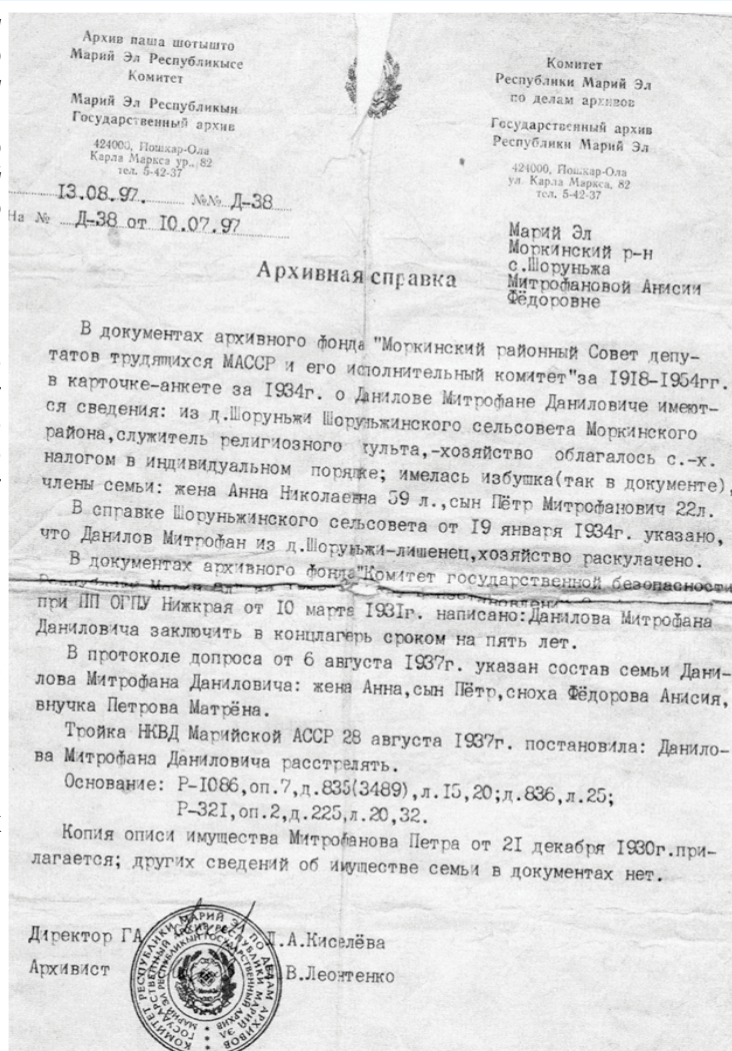 Архив паша шотышто
Марий Эл Республикысе
Комитет
Марий Эл Республикын
Государственный архив
424000, Йошкар-Ола
Карла Маркса ур., 82
тел. 5-42-37
13.08.97. №№ Д-38
На № Д-38 от 10.07.97
Комитет
Республики Марий Эл
по делам архивов
Государственный архив
Республики Марий Эл
424000, Йошкар-Ола
ул. Карла Маркса, 82
тел. 5-42-37
Марий Эл
Моркинский р-н
с.Шоруньжа
Митрофановой Анисии
Фёдоровне
Архивная справка
В документах архивного фонда "Моркинский районный Совет депу-
татов трудящихся МАССР и его исполнительный комитет"за 1918-1954гг.
в карточке-анкете за 1934г. о Данилове Митрофане Даниловиче имеют-
ся сведения: из д.Шоруньжи Шоруньжинского сельсовета Моркинского
района,служитель религиозного культа,-хозяйство облагалось с.-х.
налогом в индивидуальном порядке; имелась избушка(так в документе),
члены семьи: жена Анна Николаевна 59 л.,сын Пётр Митрофанович 22л.
В справке Шоруньжинского сельсовета от 19 января 1934г. указано,
что Данилов Митрофан из д.Шоруньжи-лишенец,хозяйство раскулачено.
В документах архивного фонда"Комитет государственной безопасности
при ПП ОГПУ Нижкрая от 10 марта 1931г. написано:Данилова Митрофана
Даниловича заключить в концлагерь сроком на пять лет.
В протоколе допроса от 6 августа 1937г. указан состав семьи Дани-
лова Митрофана Даниловича: жена Анна,сын Пётр,сноха Фёдорова Анисия,
внучка Петрова Матрёна.
Тройка НКВД Марийской АССР 28 августа 1937г. постановила: Данило-
ва Митрофана Даниловича расстрелять.
Основание: Р-1086,оп.7,д.835(3489),л.15,20;д.836,л.25;
Р-321,оп.2,д.225,л.20,32.
Копия описи имущества Митрофанова Петра от 21 декабря 1930г.при-
лагается; других сведений об имуществе семьи в документах нет.
Директор ГА .А.Киселёва
Архивист В.Леонтенко
КОМИТЕТ РЕСПУБЛИКИ МАРИЙ ЭЛ ПО ДЕЛАМ АРХИВОВ
ГОСУДАРСТВЕННЫЙ АРХИВ РЕСПУБЛИКИ МАРИЙ ЭЛ